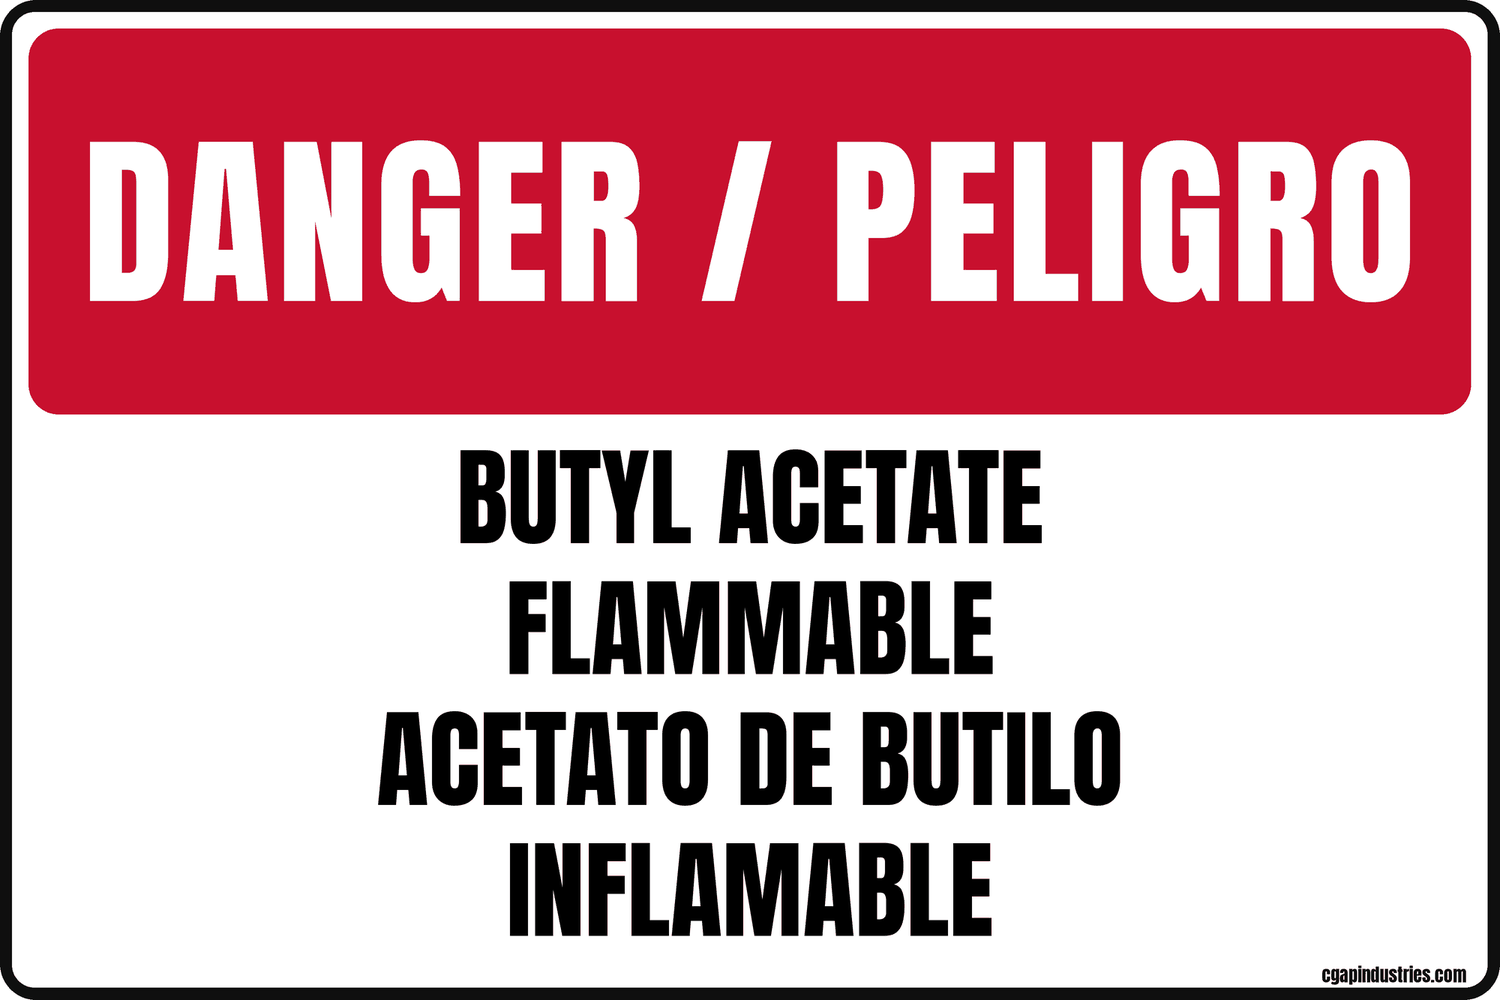 DANGER / PELIGRO
BUTYL ACETATE
FLAMMABLE
ACETATO DE BUTILO
INFLAMABLE
cgapindustries.com